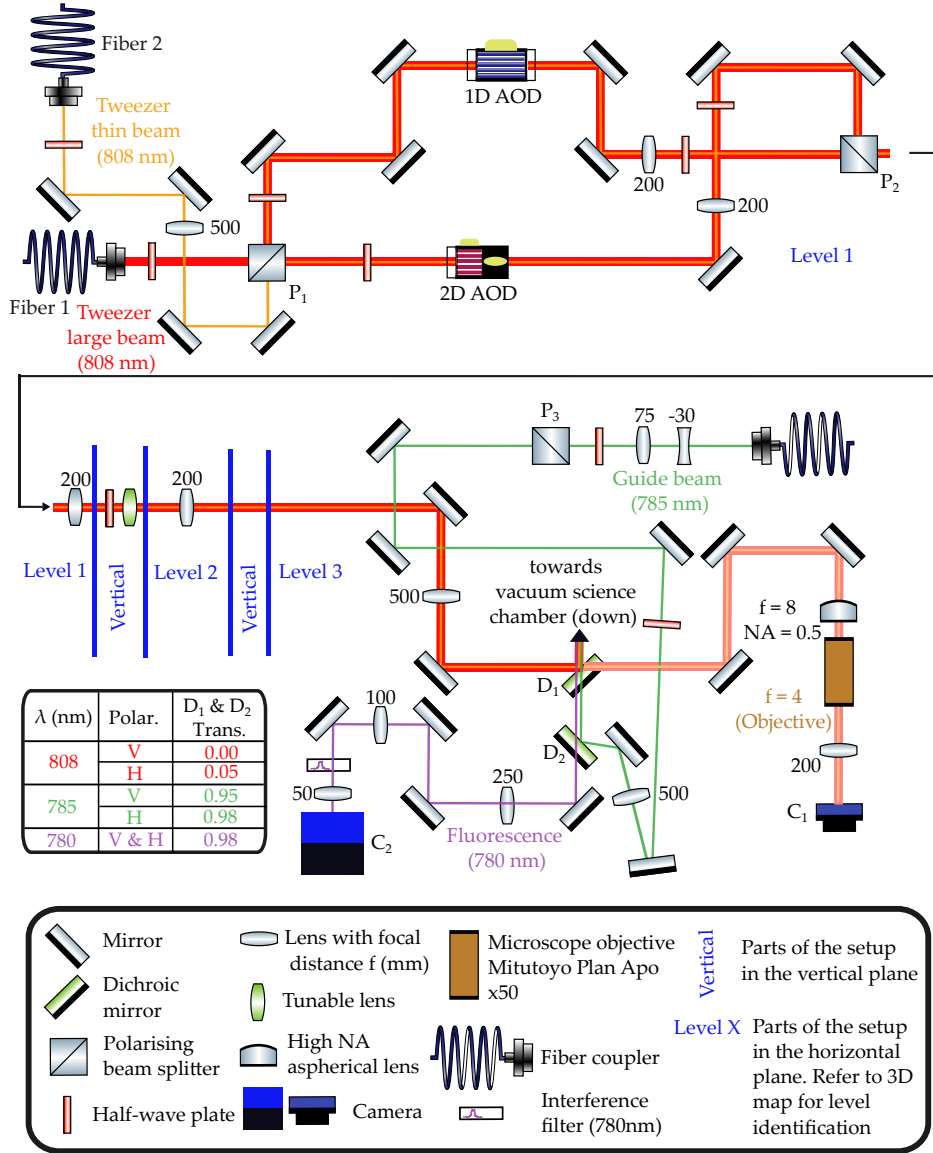 Fiber 2
Tweezer
thin beam
(808 nm)
500
Fiber 1
Tweezer
large beam
(808 nm)
P1
1D AOD
2D AOD
200
200
P2
Level 1
200
200
Level 1
Vertical
Level 2
Vertical
Level 3
P3
75
-30
Guide beam
(785 nm)
500
towards
vacuum science
chamber (down)
D1
D2
500
f = 8
NA = 0.5
f = 4
(Objective)
200
C1
100
50
250
C2
Fluorescence
(780 nm)
λ (nm) Polar. D1 & D2 Trans.
808 V 0.00
H 0.05
785 V 0.95
H 0.98
780 V & H 0.98
Mirror
Dichroic
mirror
Polarising
beam splitter
Half-wave plate
Lens with focal
distance f (mm)
Tunable lens
High NA
aspherical lens
Camera
Microscope objective
Mitutoyo Plan Apo
x50
Fiber coupler
Interference
filter (780nm)
Vertical
Parts of the setup
in the vertical plane
Level X
Parts of the setup
in the horizontal
plane. Refer to 3D
map for level
identification